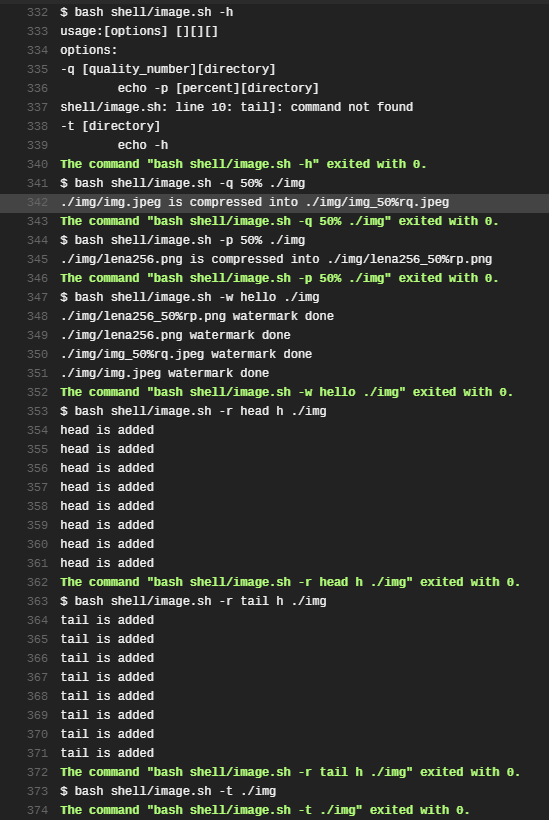 332 $ bash shell/image.sh -h
333 usage:[options] [][][]
334 options:
335 -q [quality_number][directory]
336         echo -p [percent][directory]
337 shell/image.sh: line 10: tail]: command not found
338 -t [directory]
339         echo -h
340 The command "bash shell/image.sh -h" exited with 0.
341 $ bash shell/image.sh -q 50% ./img
342 ./img/img.jpeg is compressed into ./img/img_50%rq.jpeg
343 The command "bash shell/image.sh -q 50% ./img" exited with 0.
344 $ bash shell/image.sh -p 50% ./img
345 ./img/lena256.png is compressed into ./img/lena256_50%rp.png
346 The command "bash shell/image.sh -p 50% ./img" exited with 0.
347 $ bash shell/image.sh -w hello ./img
348 ./img/lena256_50%rp.png watermark done
349 ./img/lena256.png watermark done
350 ./img/img_50%rq.jpeg watermark done
351 ./img/img.jpeg watermark done
352 The command "bash shell/image.sh -w hello ./img" exited with 0.
353 $ bash shell/image.sh -r head h ./img
354 head is added
355 head is added
356 head is added
357 head is added
358 head is added
359 head is added
360 head is added
361 head is added
362 The command "bash shell/image.sh -r head h ./img" exited with 0.
363 $ bash shell/image.sh -r tail h ./img
364 tail is added
365 tail is added
366 tail is added
367 tail is added
368 tail is added
369 tail is added
370 tail is added
371 tail is added
372 The command "bash shell/image.sh -r tail h ./img" exited with 0.
373 $ bash shell/image.sh -t ./img
374 The command "bash shell/image.sh -t ./img" exited with 0.